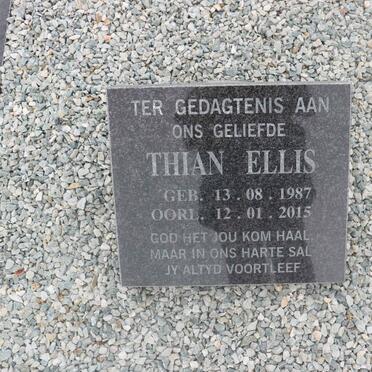 TER GEDAGTENIS AAN
ONS GELIEFDE
THIAN ELLIS
GEB. 13 . 08 . 1987
OORL. 12 . 01 . 2015
GOD HET JOU KOM HAAL
MAAR IN ONS HARTE SAL
JY ALTYD VOORTLEEF